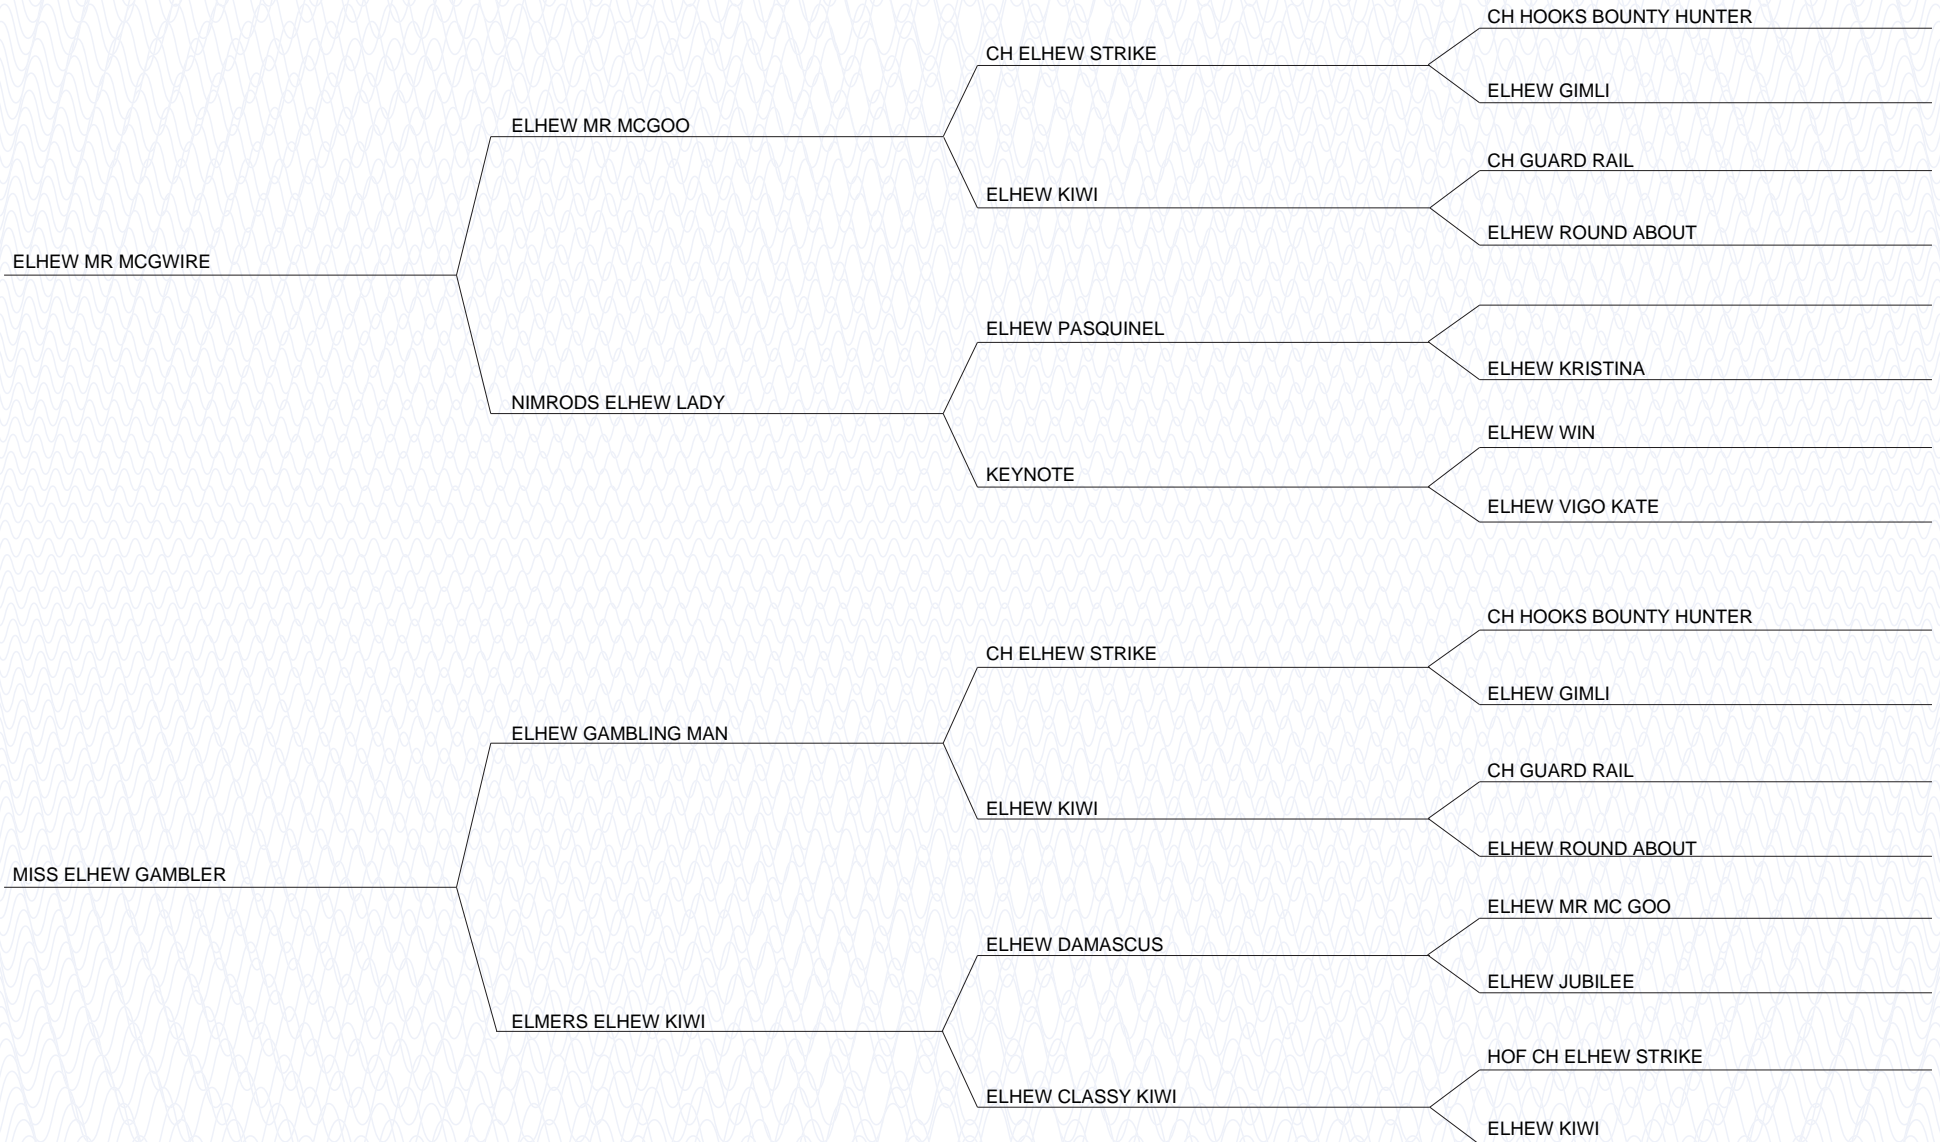 CH HOOKS BOUNTY HUNTER
CH ELHEW STRIKE
ELHEW GIMLI
ELHEW MR MCGOO
CH GUARD RAIL
ELHEW KIWI
ELHEW ROUND ABOUT
ELHEW MR MCGWIRE
ELHEW PASQUINEL
ELHEW KRISTINA
NIMRODS ELHEW LADY
ELHEW WIN
KEYNOTE
ELHEW VIGO KATE
CH HOOKS BOUNTY HUNTER
CH ELHEW STRIKE
ELHEW GIMLI
ELHEW GAMBLING MAN
CH GUARD RAIL
ELHEW KIWI
ELHEW ROUND ABOUT
MISS ELHEW GAMBLER
ELHEW MR MC GOO
ELHEW DAMASCUS
ELHEW JUBILEE
ELMERS ELHEW KIWI
HOF CH ELHEW STRIKE
ELHEW CLASSY KIWI
ELHEW KIWI